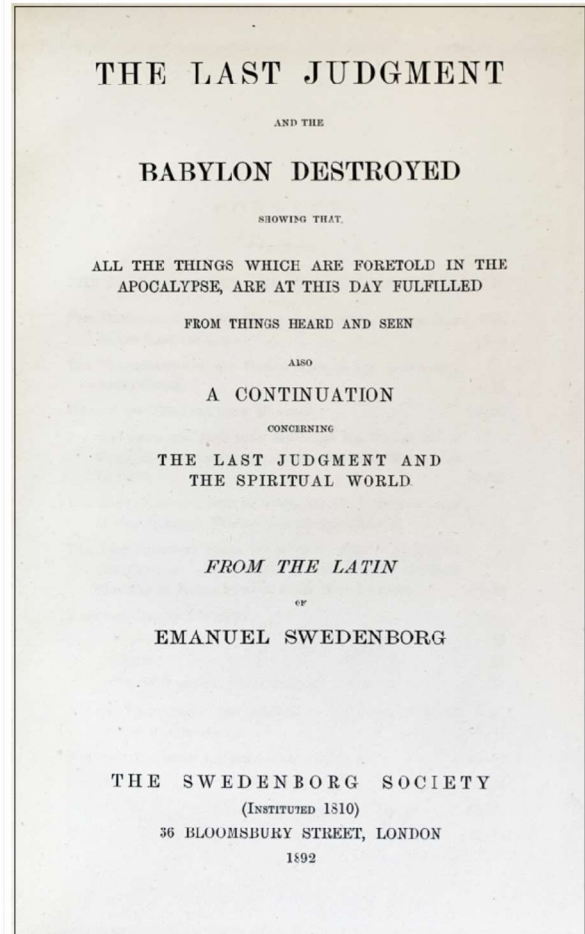 THE LAST JUDGMENT
AND THE
BABYLON DESTROYED
SHOWING THAT
ALL THE THINGS WHICH ARE FORETOLD IN THE
APOCALYPSE, ARE AT THIS DAY FULFILLED
FROM THINGS HEARD AND SEEN
ALSO
A CONTINUATION
CONCERNING
THE LAST JUDGMENT AND
THE SPIRITUAL WORLD
FROM THE LATIN
OF
EMANUEL SWEDENBORG
THE SWEDENBORG SOCIETY
(INSTITUTED 1810)
36 BLOOMSBURY STREET, LONDON
1892